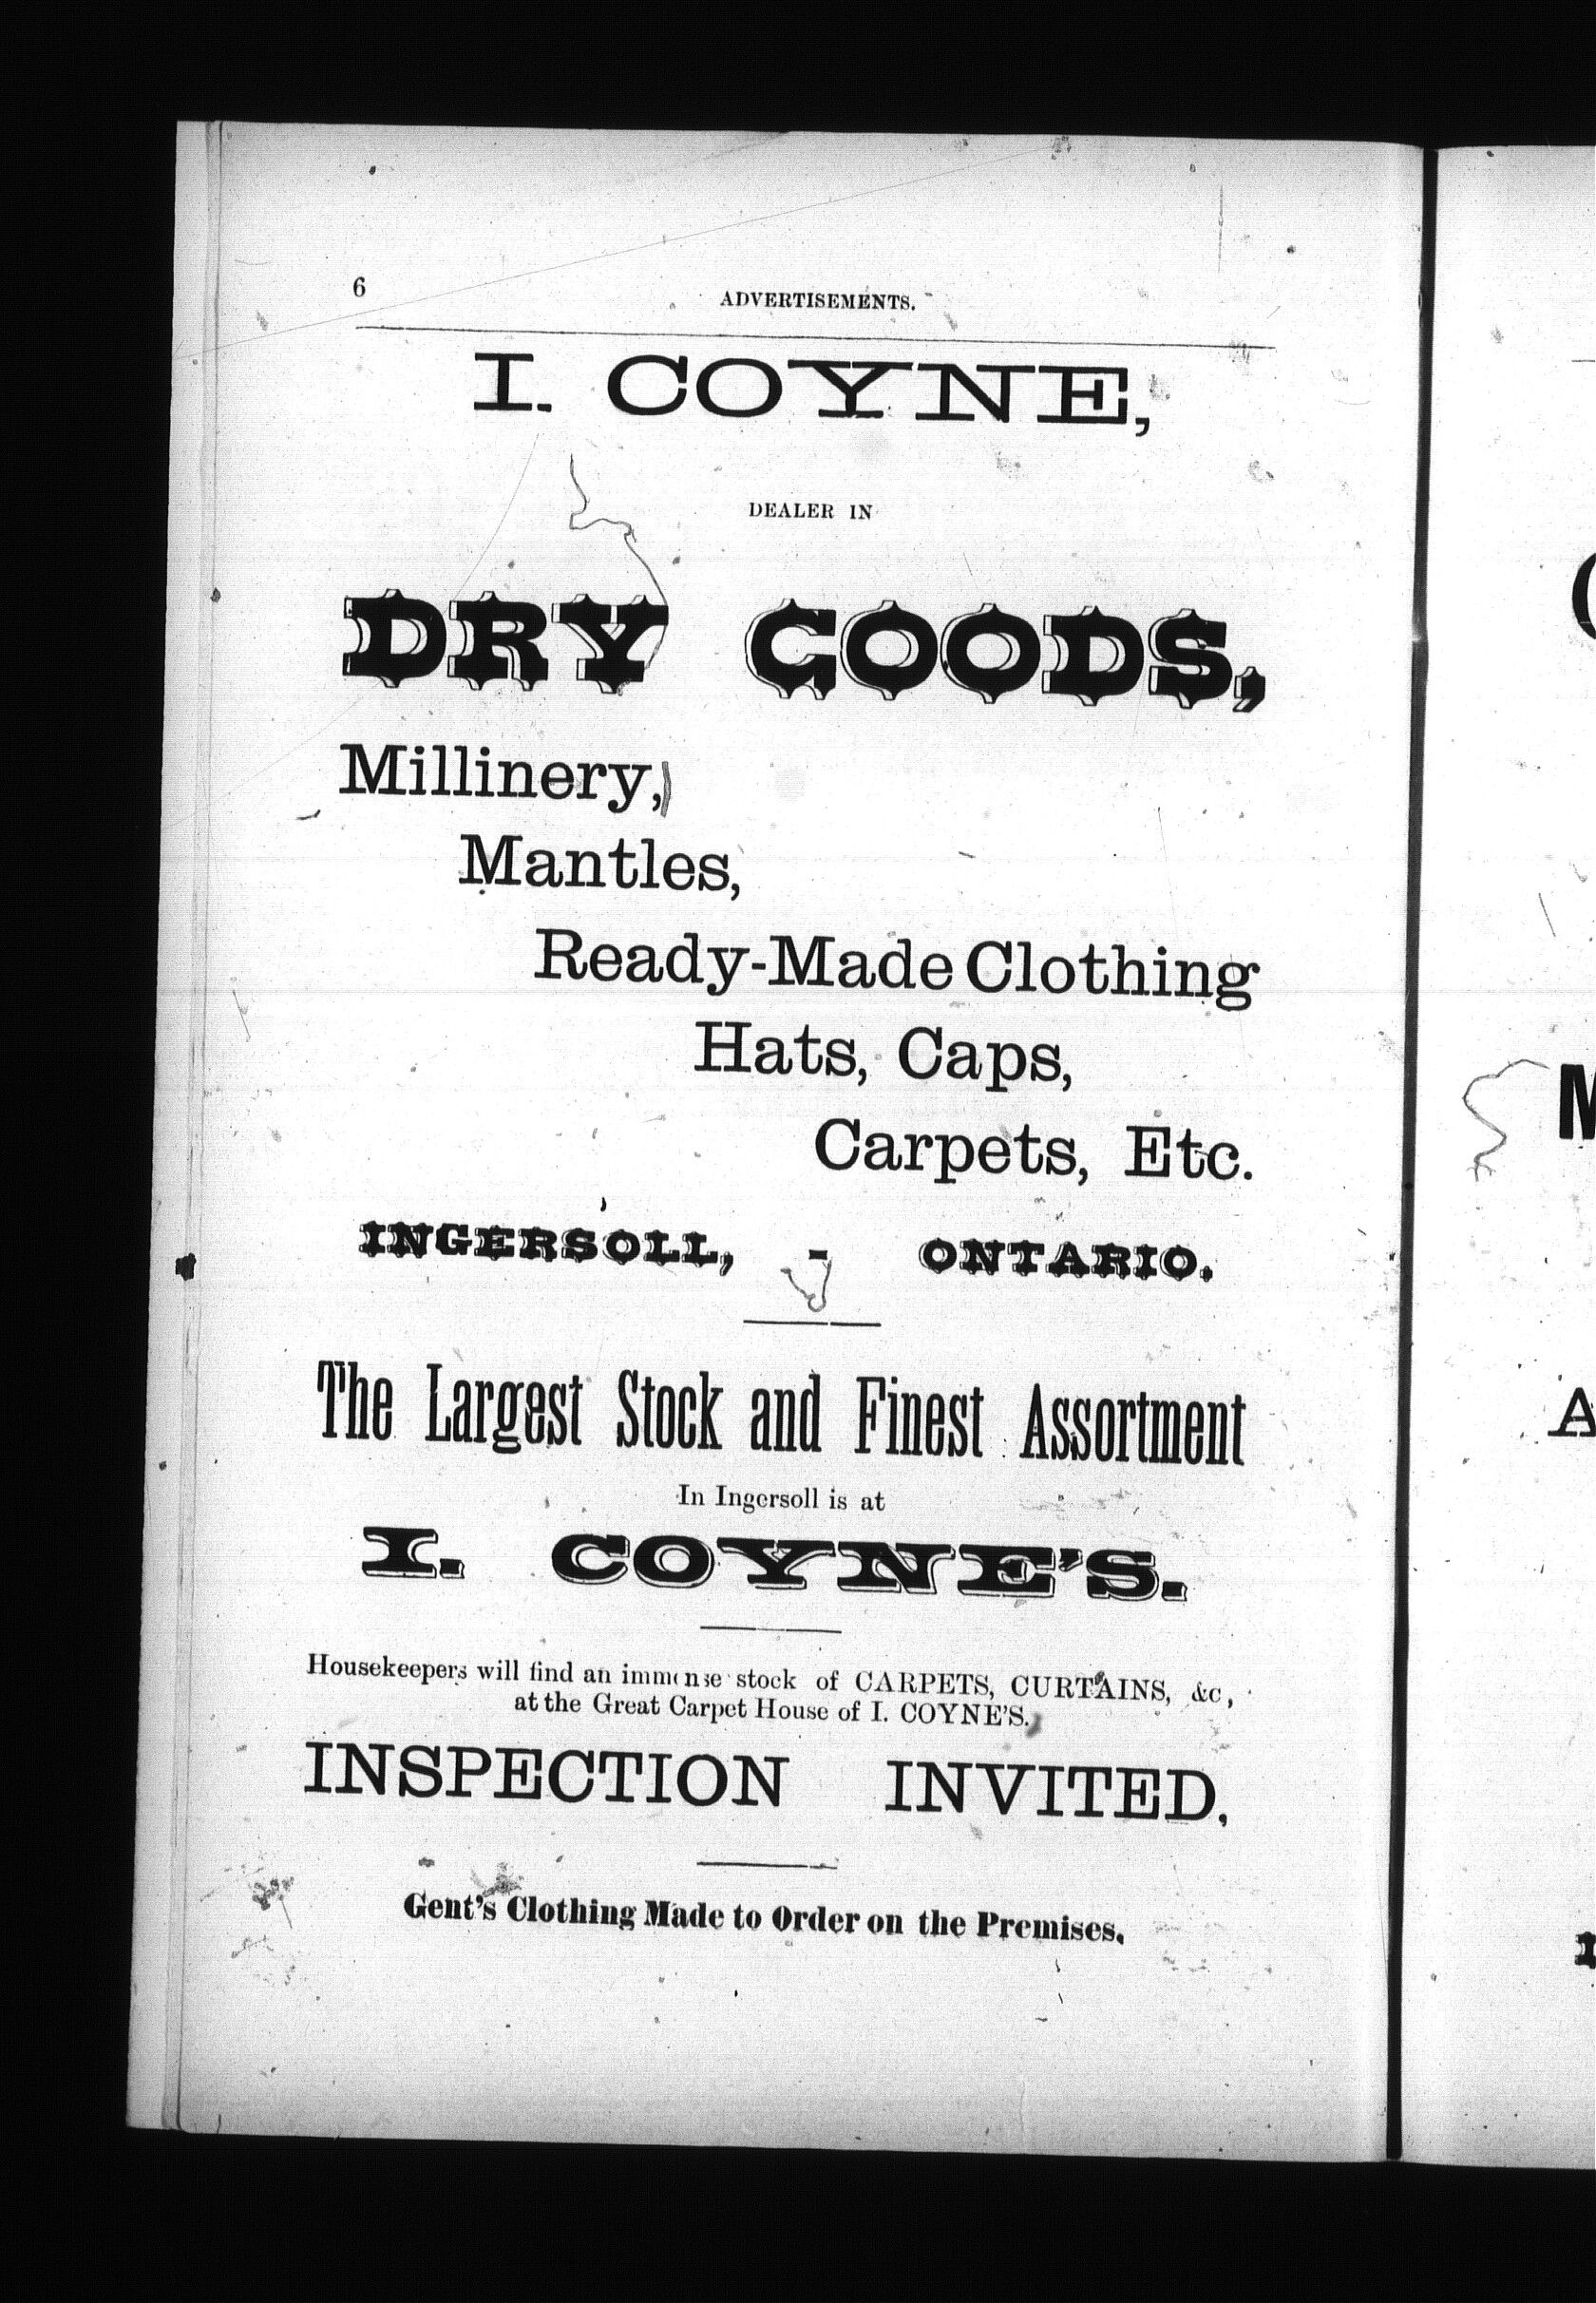 6
ADVERTISEMENTS.
I. COYNE,
DEALER IN
DRY GOODS,
Millinery,
Mantles,
Ready-Made Clothing
Hats, Caps,
Carpets, Etc.
INGERSOLL, - ONTARIO.
The Largest Stock and Finest Assortment
In Ingersoll is at
I. COYNE'S.
Housekeepers will find an immense stock of CARPETS, CURTAINS, &c,
at the Great Carpet House of I. COYNE'S.
INSPECTION INVITED,
Gent's Clothing Made to Order on the Premises.